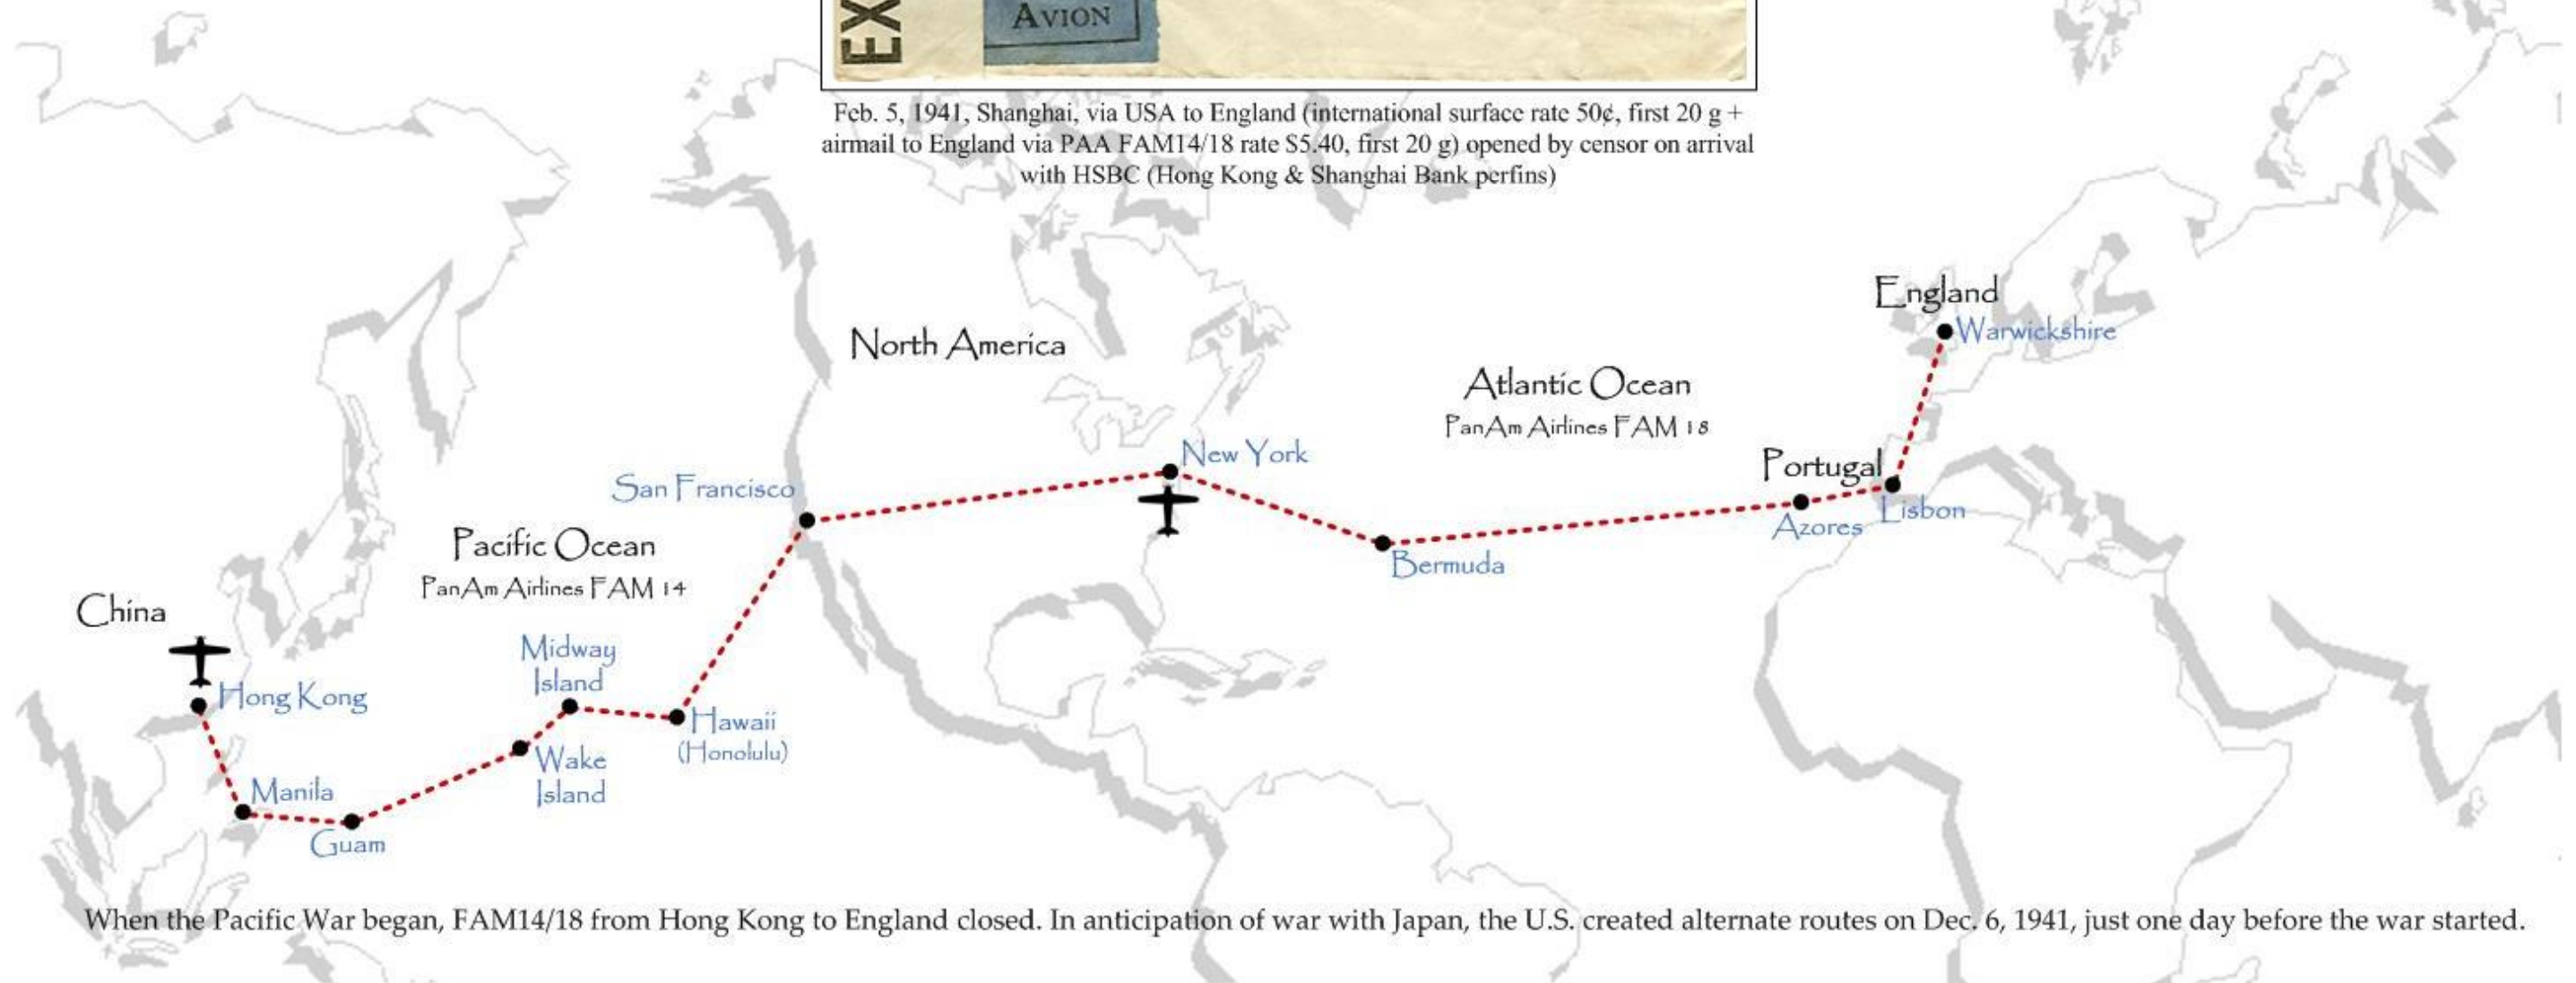 EX
AVION
Feb. 5, 1941, Shanghai, via USA to England (international surface rate 50¢, first 20 g +
airmail to England via PAA FAM14/18 rate $5.40, first 20 g) opened by censor on arrival
with HSBC (Hong Kong & Shanghai Bank perfins)
England
Warwickshire
North America
Atlantic Ocean
PanAm Airlines FAM 18
New York
Portugal
San Francisco
Lisbon
Azores
Pacific Ocean
PanAm Airlines FAM 14
Bermuda
China
Midway
Island
Hong Kong
Hawaii
(Honolulu)
Wake
Island
Manila
Guam
When the Pacific War began, FAM14/18 from Hong Kong to England closed. In anticipation of war with Japan, the U.S. created alternate routes on Dec. 6, 1941, just one day before the war started.